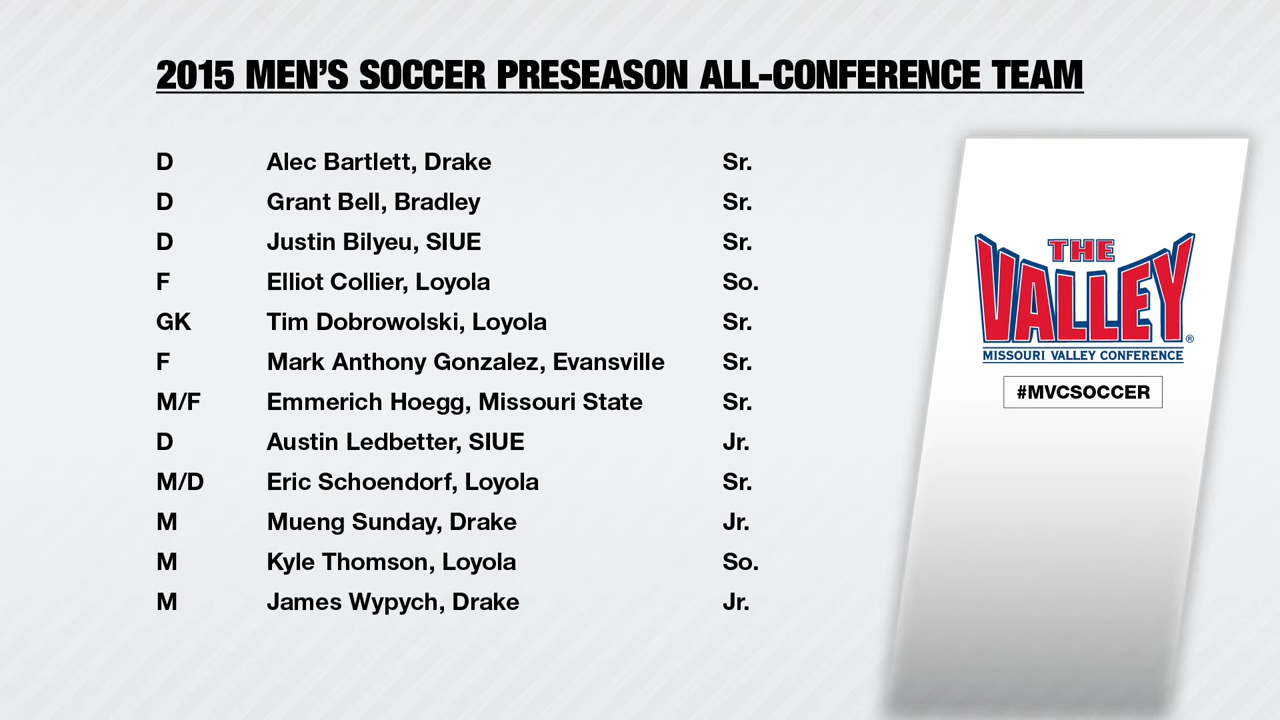 2015 MEN'S SOCCER PRESEASON ALL-CONFERENCE TEAM
D Alec Bartlett, Drake Sr.
D Grant Bell, Bradley Sr.
D Justin Bilyeu, SIUE Sr.
F Elliot Collier, Loyola So.
GK Tim Dobrowolski, Loyola Sr.
F Mark Anthony Gonzalez, Evansville Sr.
M/F Emmerich Hoegg, Missouri State Sr.
D Austin Ledbetter, SIUE Jr.
M/D Eric Schoendorf, Loyola Sr.
M Mueng Sunday, Drake Jr.
M Kyle Thomson, Loyola So.
M James Wypych, Drake Jr.
THE
VALLEY®
MISSOURI VALLEY CONFERENCE
#MVCSOCCER